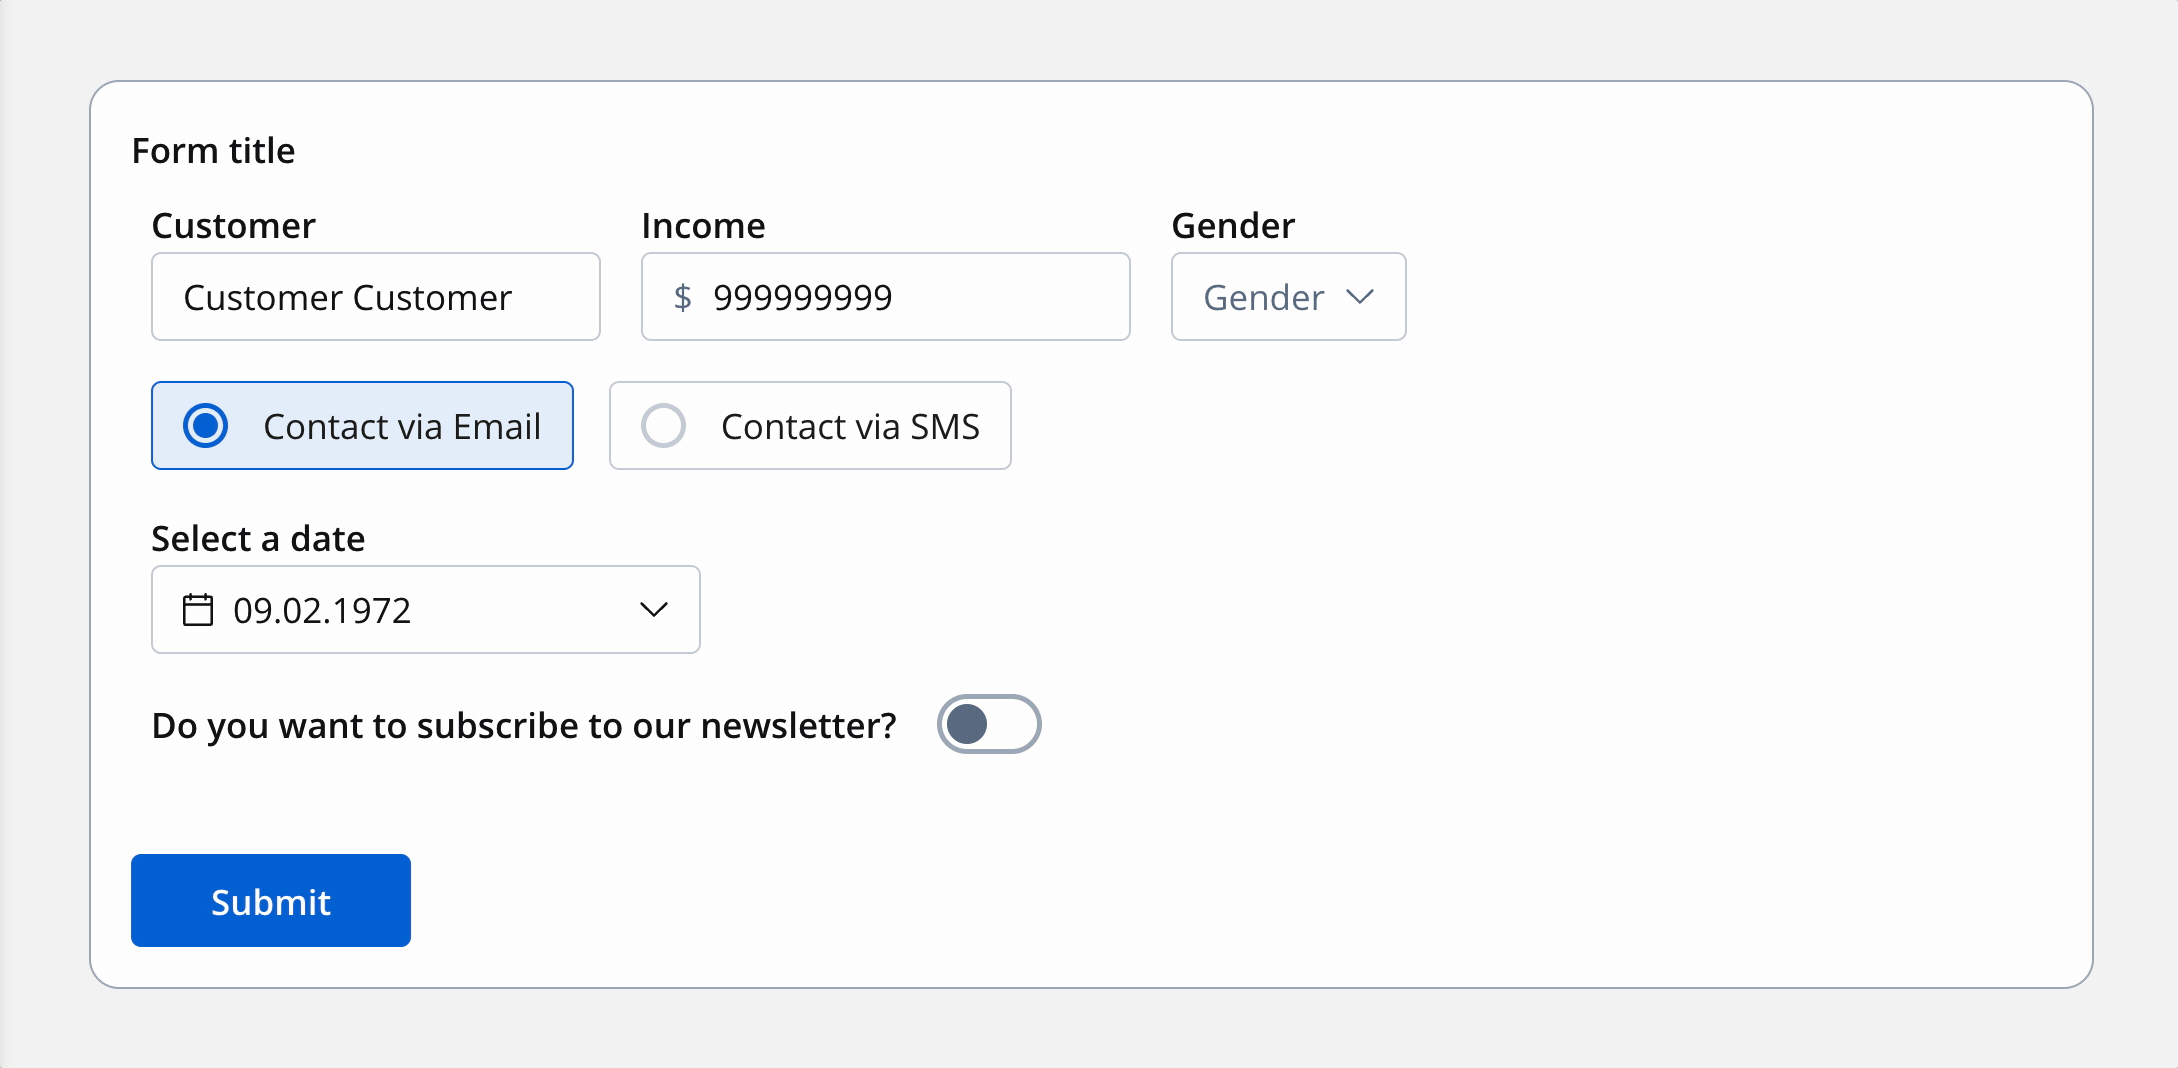 Form title
Customer Income Gender
Customer Customer $ 999999999 Gender
Contact via Email Contact via SMS
Select a date
09.02.1972
Do you want to subscribe to our newsletter?
Submit